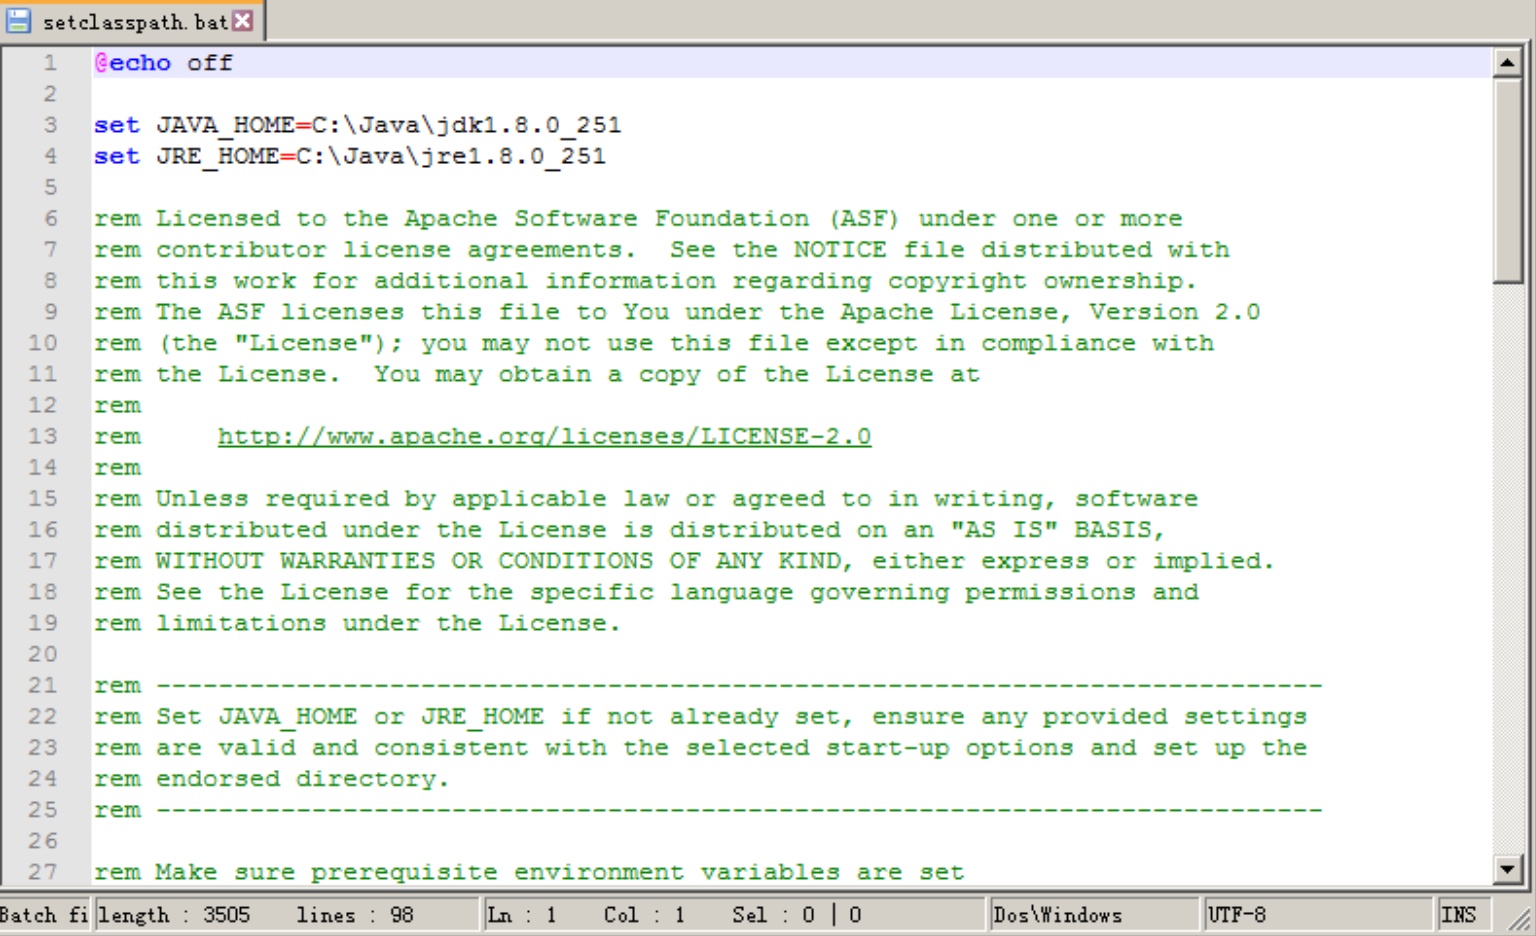 setclasspath.bat
1 @echo off
2
3 set JAVA_HOME=C:\Java\jdk1.8.0_251
4 set JRE_HOME=C:\Java\jre1.8.0_251
5
6 rem Licensed to the Apache Software Foundation (ASF) under one or more
7 rem contributor license agreements.  See the NOTICE file distributed with
8 rem this work for additional information regarding copyright ownership.
9 rem The ASF licenses this file to You under the Apache License, Version 2.0
10 rem (the "License"); you may not use this file except in compliance with
11 rem the License.  You may obtain a copy of the License at
12 rem
13 rem     http://www.apache.org/licenses/LICENSE-2.0
14 rem
15 rem Unless required by applicable law or agreed to in writing, software
16 rem distributed under the License is distributed on an "AS IS" BASIS,
17 rem WITHOUT WARRANTIES OR CONDITIONS OF ANY KIND, either express or implied.
18 rem See the License for the specific language governing permissions and
19 rem limitations under the License.
20
21 rem ---------------------------------------------------------------------------
22 rem Set JAVA_HOME or JRE_HOME if not already set, ensure any provided settings
23 rem are valid and consistent with the selected start-up options and set up the
24 rem endorsed directory.
25 rem ---------------------------------------------------------------------------
26
27 rem Make sure prerequisite environment variables are set
Batch fi length : 3505 lines : 98 Ln : 1 Col : 1 Sel : 0 | 0 Dos\Windows UTF-8 INS